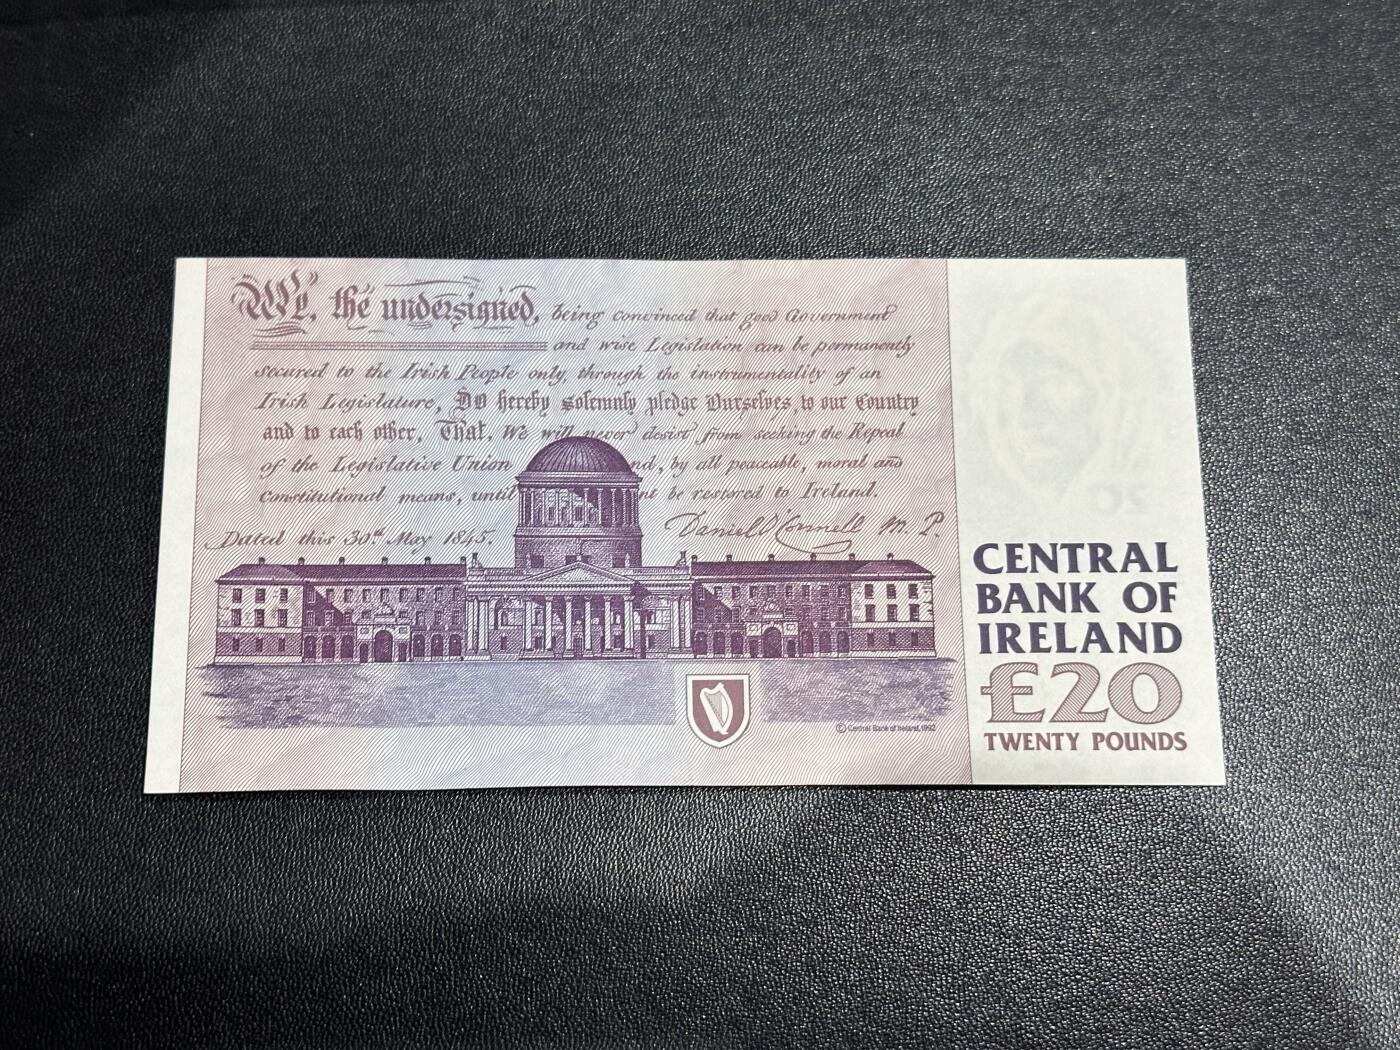 We, the undersigned, being convinced that good Government
and wise Legislation can be permanently
secured to the Irish People only, through the instrumentality of an
Irish Legislature, Do hereby solemnly pledge Ourselves, to our Country
and to each other, That, We will never desist from seeking the Repeal
of the Legislative Union nd, by all peaceable, moral and
Constitutional means, until nt be restored to Ireland.
Dated this 30th May 1845.
Daniel O'Connell M.P.
CENTRAL
BANK OF
IRELAND
£20
TWENTY POUNDS
© Central Bank of Ireland, 1992